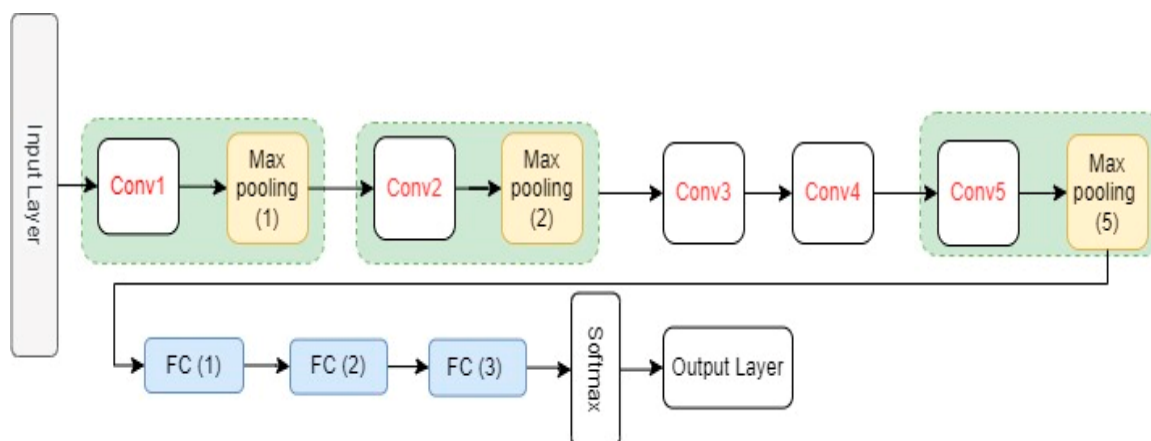 Input Layer
Conv1
Max
pooling
(1)
Conv2
Max
pooling
(2)
Conv3
Conv4
Conv5
Max
pooling
(5)
FC (1)
FC (2)
FC (3)
Softmax
Output Layer